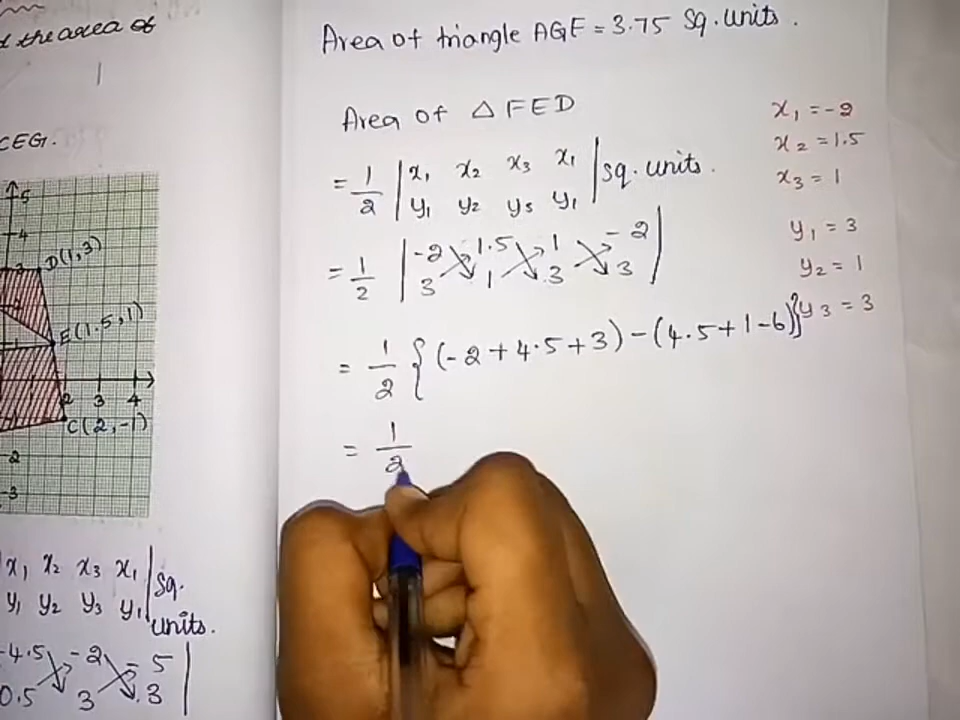 d the area of
CEG.
5
4
D(1,3)
E(1.5,1)
2 3 4
C(2,-1)
-2
-3
x₁ x₂ x₃ x₁ | sq.
y₁ y₂ y₃ y₁ | units.
-4.5 -2 -5
0.5 3 3
Area of triangle AGF = 3.75 Sq. units.
Area of △ FED
= 1/2 | x₁ x₂ x₃ x₁ | sq. units.
y₁ y₂ y₃ y₁
= 1/2 | -2 1.5 1 -2 |
3 1 3 3
= 1/2 { (-2 + 4.5 + 3) - (4.5 + 1 - 6) }
= 1/2
x₁ = -2
x₂ = 1.5
x₃ = 1
y₁ = 3
y₂ = 1
y₃ = 3